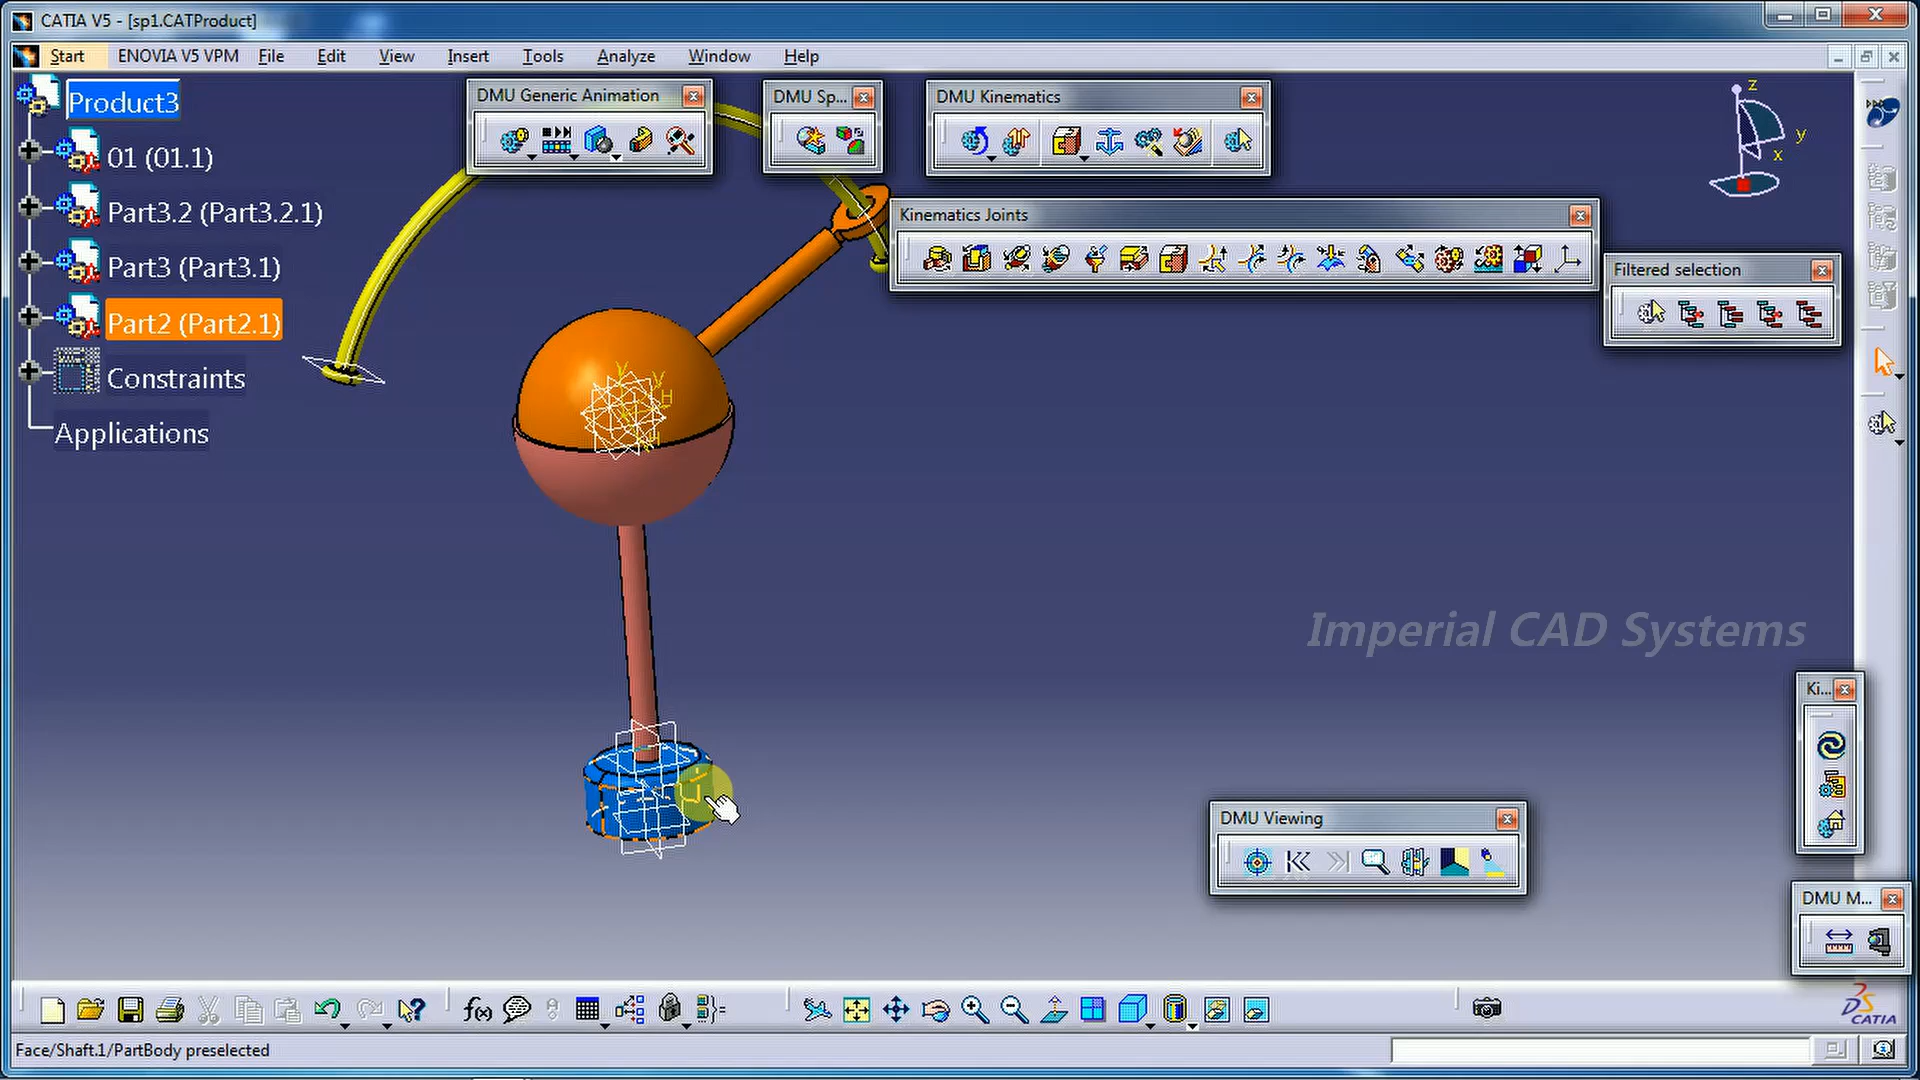 CATIA V5 - [sp1.CATProduct]
Start ENOVIA V5 VPM File Edit View Insert Tools Analyze Window Help
Product3
01 (01.1)
Part3.2 (Part3.2.1)
Part3 (Part3.1)
Part2 (Part2.1)
Constraints
Applications
DMU Generic Animation
DMU Sp...
DMU Kinematics
Kinematics Joints
Filtered selection
z
y
x
Imperial CAD Systems
Ki...
DMU Viewing
DMU M...
f(x)
CATIA
Face/Shaft.1/PartBody preselected